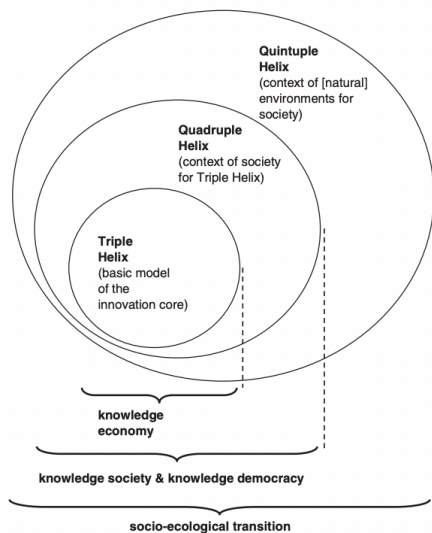 Quintuple
Helix
(context of [natural]
environments for
society)
Quadruple
Helix
(context of society
for Triple Helix)
Triple
Helix
(basic model
of the
innovation core)
knowledge
economy
knowledge society & knowledge democracy
socio-ecological transition